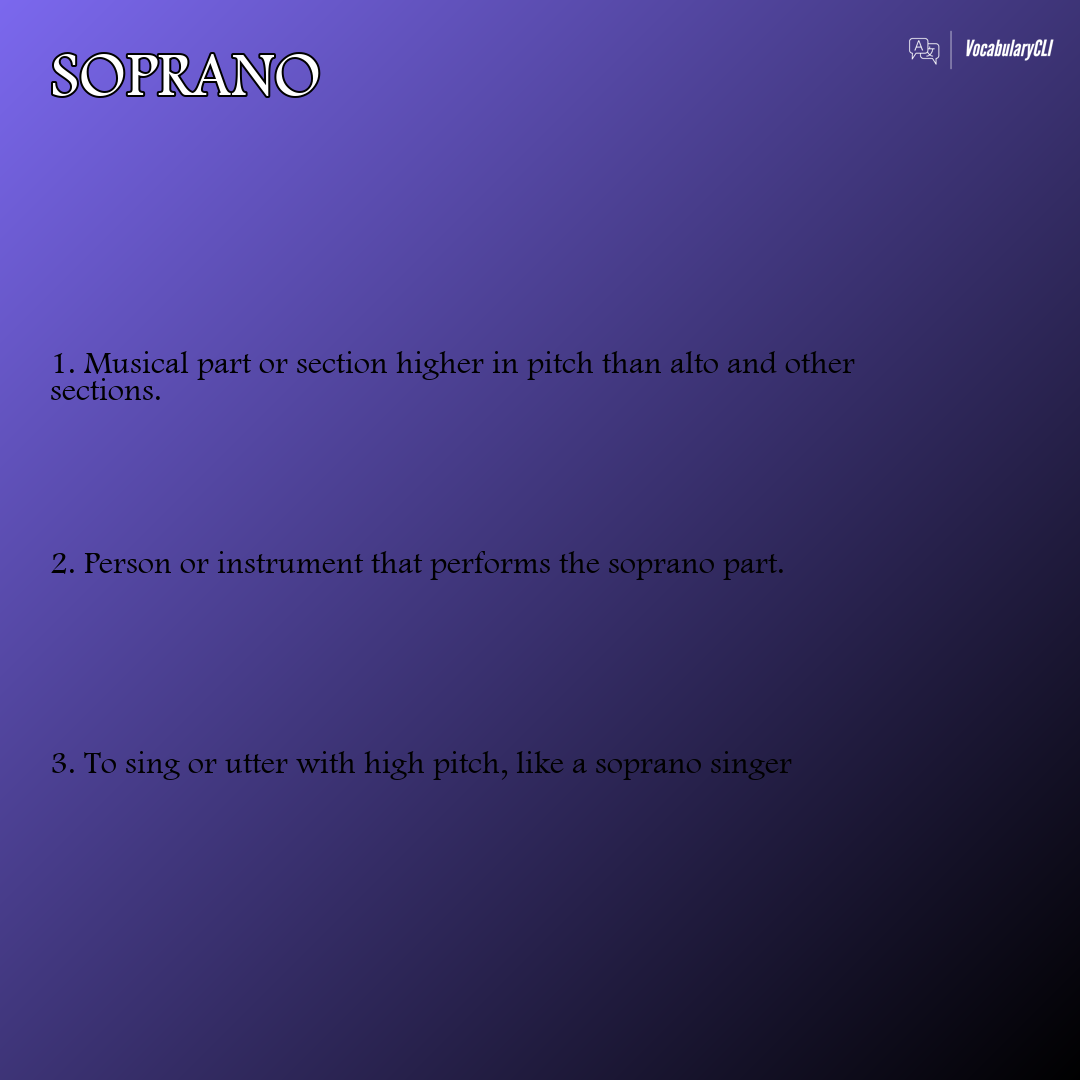 SOPRANO
VocabularyCLI
1. Musical part or section higher in pitch than alto and other
sections.
2. Person or instrument that performs the soprano part.
3. To sing or utter with high pitch, like a soprano singer